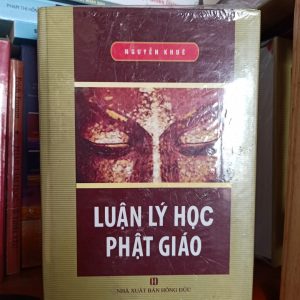 NGUYỄN KHUÊ
LUẬN LÝ HỌC
PHẬT GIÁO
NHÀ XUẤT BẢN HỒNG ĐỨC